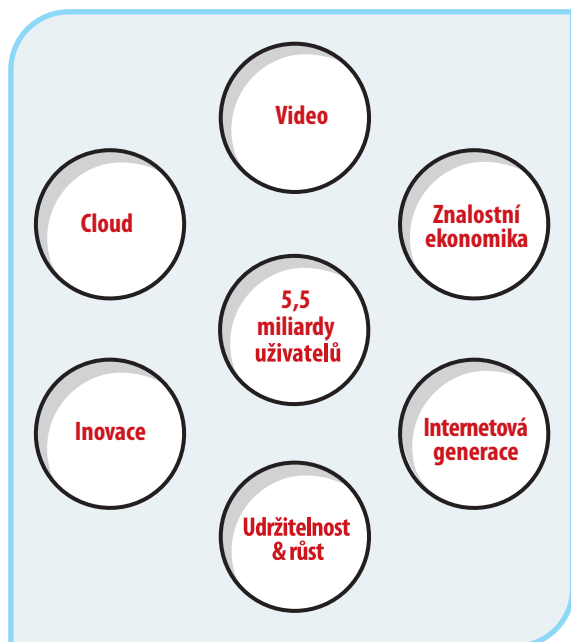 Video
Cloud
Znalostní
ekonomika
5,5
miliardy
uživatelů
Inovace
Internetová
generace
Udržitelnost
& růst